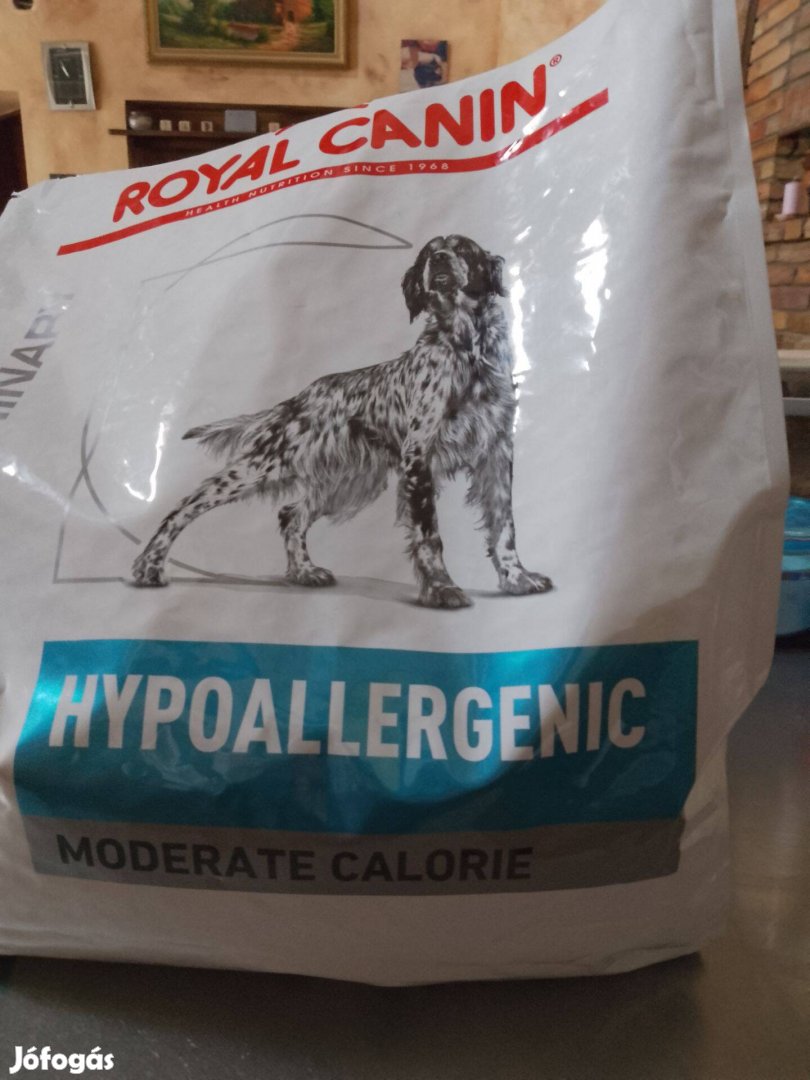 ROYAL CANIN®
HEALTH NUTRITION SINCE 1968
HYPOALLERGENIC
MODERATE CALORIE
Jófogás